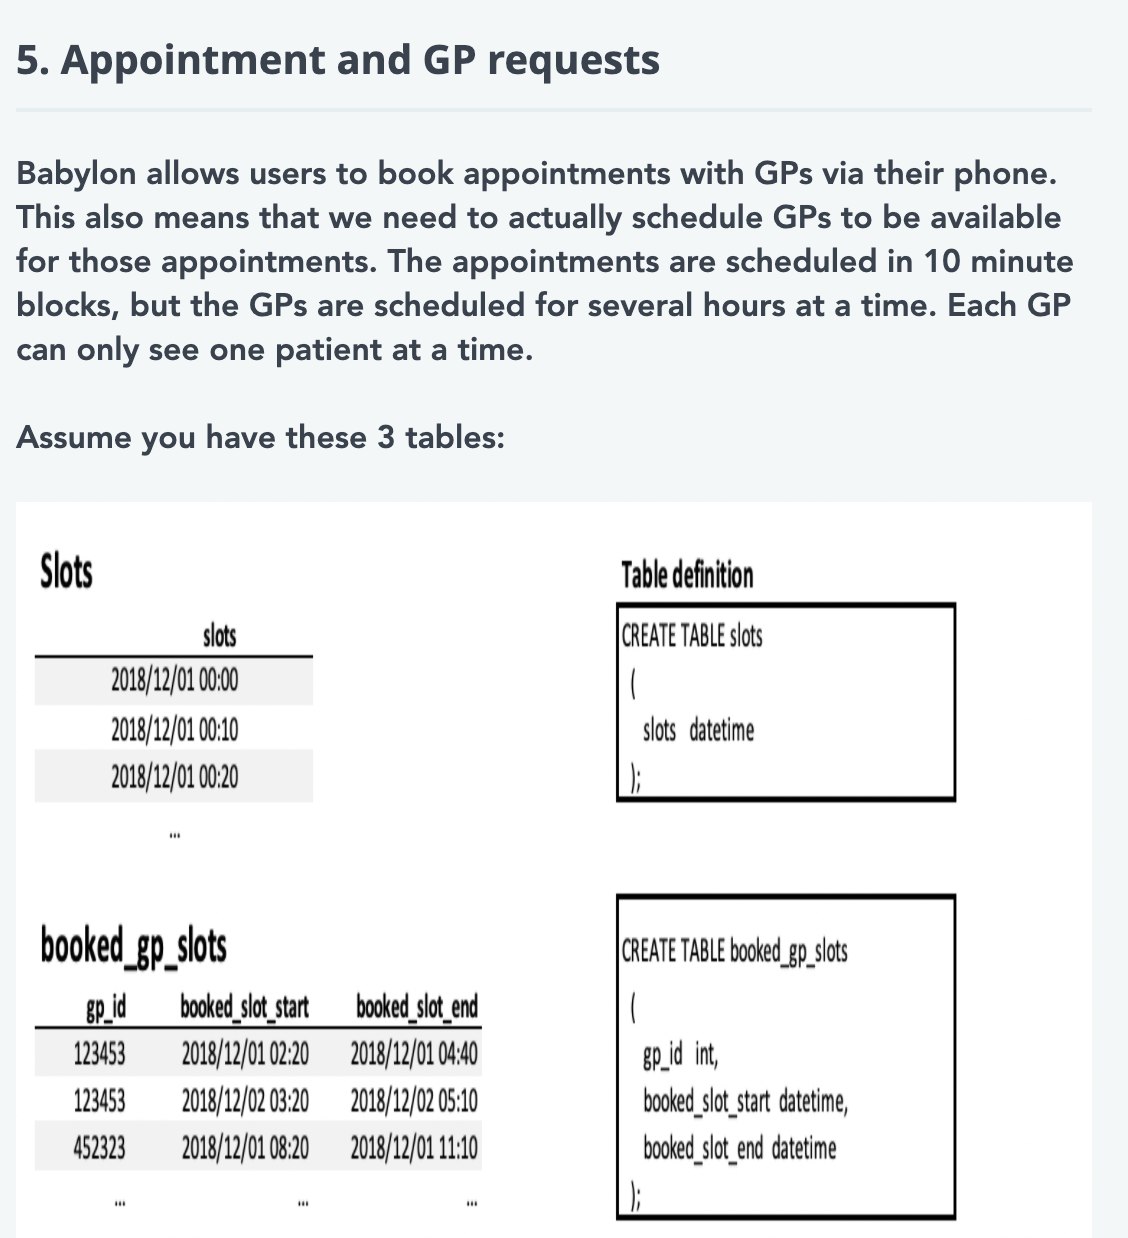 5. Appointment and GP requests
Babylon allows users to book appointments with GPs via their phone.
This also means that we need to actually schedule GPs to be available
for those appointments. The appointments are scheduled in 10 minute
blocks, but the GPs are scheduled for several hours at a time. Each GP
can only see one patient at a time.
Assume you have these 3 tables:
Slots
slots
2018/12/01 00:00
2018/12/01 00:10
2018/12/01 00:20
...
Table definition
CREATE TABLE slots
(
slots datetime
);
booked_gp_slots
gp_id booked_slot_start booked_slot_end
123453 2018/12/01 02:20 2018/12/01 04:40
123453 2018/12/02 03:20 2018/12/02 05:10
452323 2018/12/01 08:20 2018/12/01 11:10
... ... ...
CREATE TABLE booked_gp_slots
(
gp_id int,
booked_slot_start datetime,
booked_slot_end datetime
);